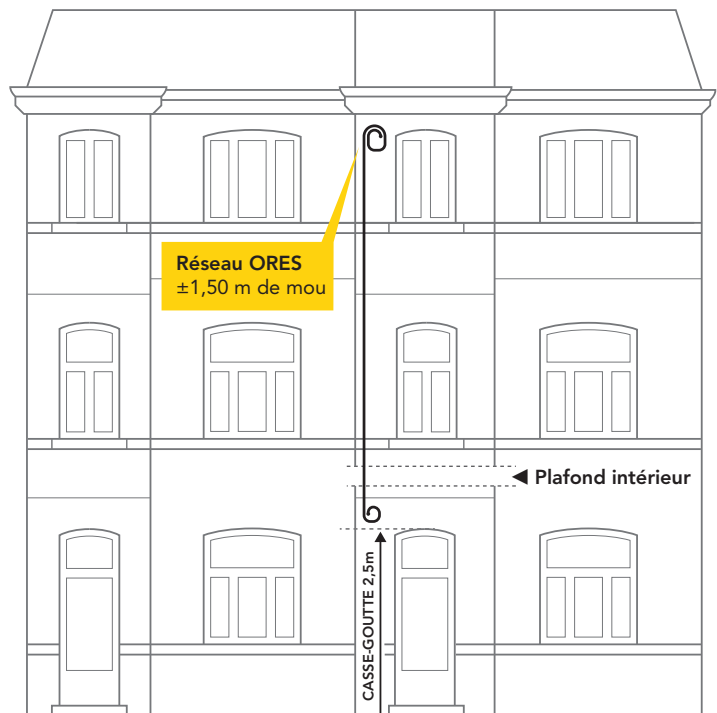 Réseau ORES
±1,50 m de mou
Plafond intérieur
CASSE-GOUTTE 2,5m